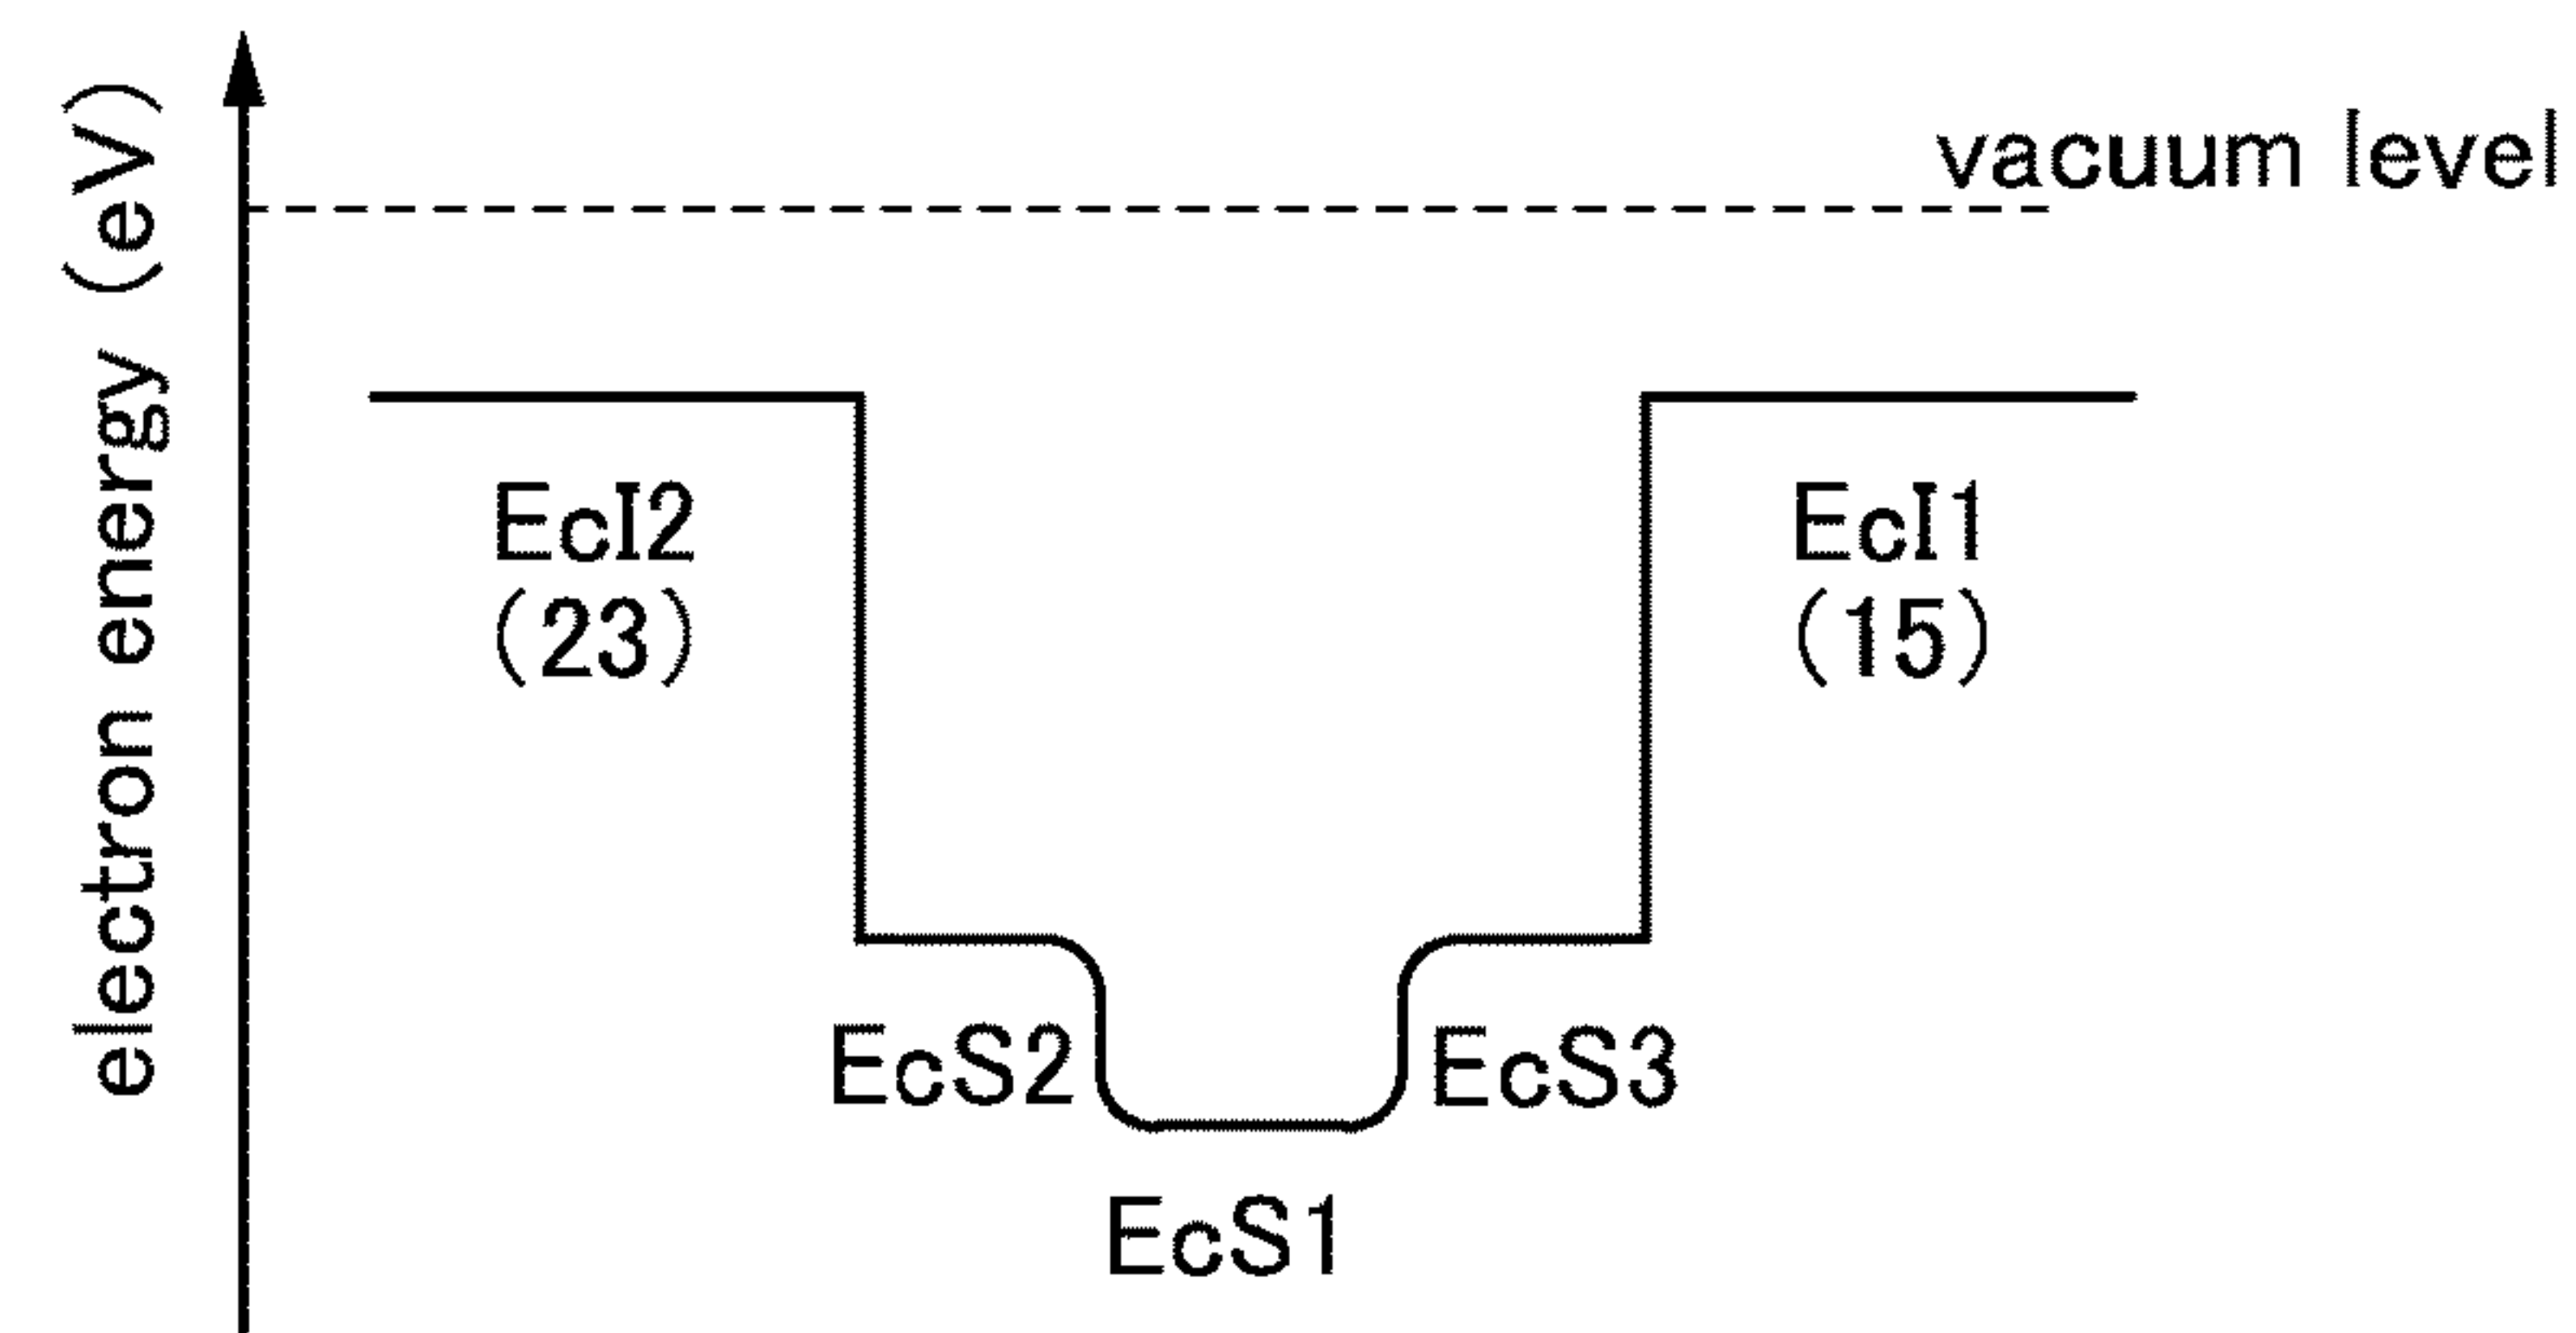 electron energy (eV)
vacuum level
EcI2
(23)
EcI1
(15)
EcS2
EcS3
EcS1